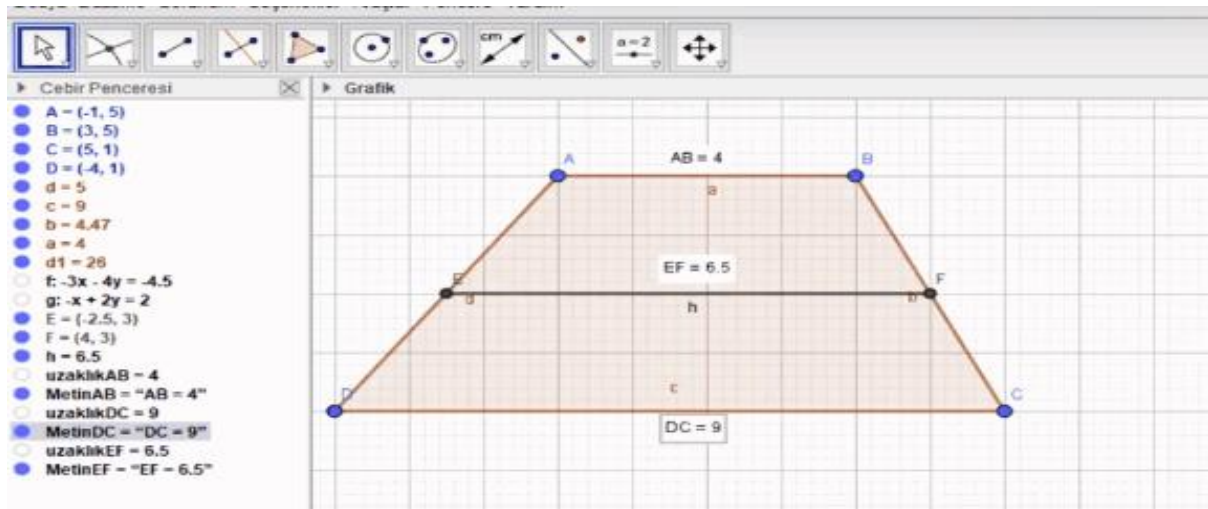 cm
a=2
Cebir Penceresi
Grafik
A = (-1, 5)
B = (3, 5)
C = (5, 1)
D = (-4, 1)
d = 5
c = 9
b = 4.47
a = 4
d1 = 26
f: -3x - 4y = -4.5
g: -x + 2y = 2
E = (-2.5, 3)
F = (4, 3)
h = 6.5
uzaklıkAB = 4
MetinAB = “AB = 4”
uzaklıkDC = 9
MetinDC = “DC = 9”
uzaklıkEF = 6.5
MetinEF = “EF = 6.5”
A
AB = 4
B
a
EF = 6.5
E
F
d
h
b
c
D
C
DC = 9